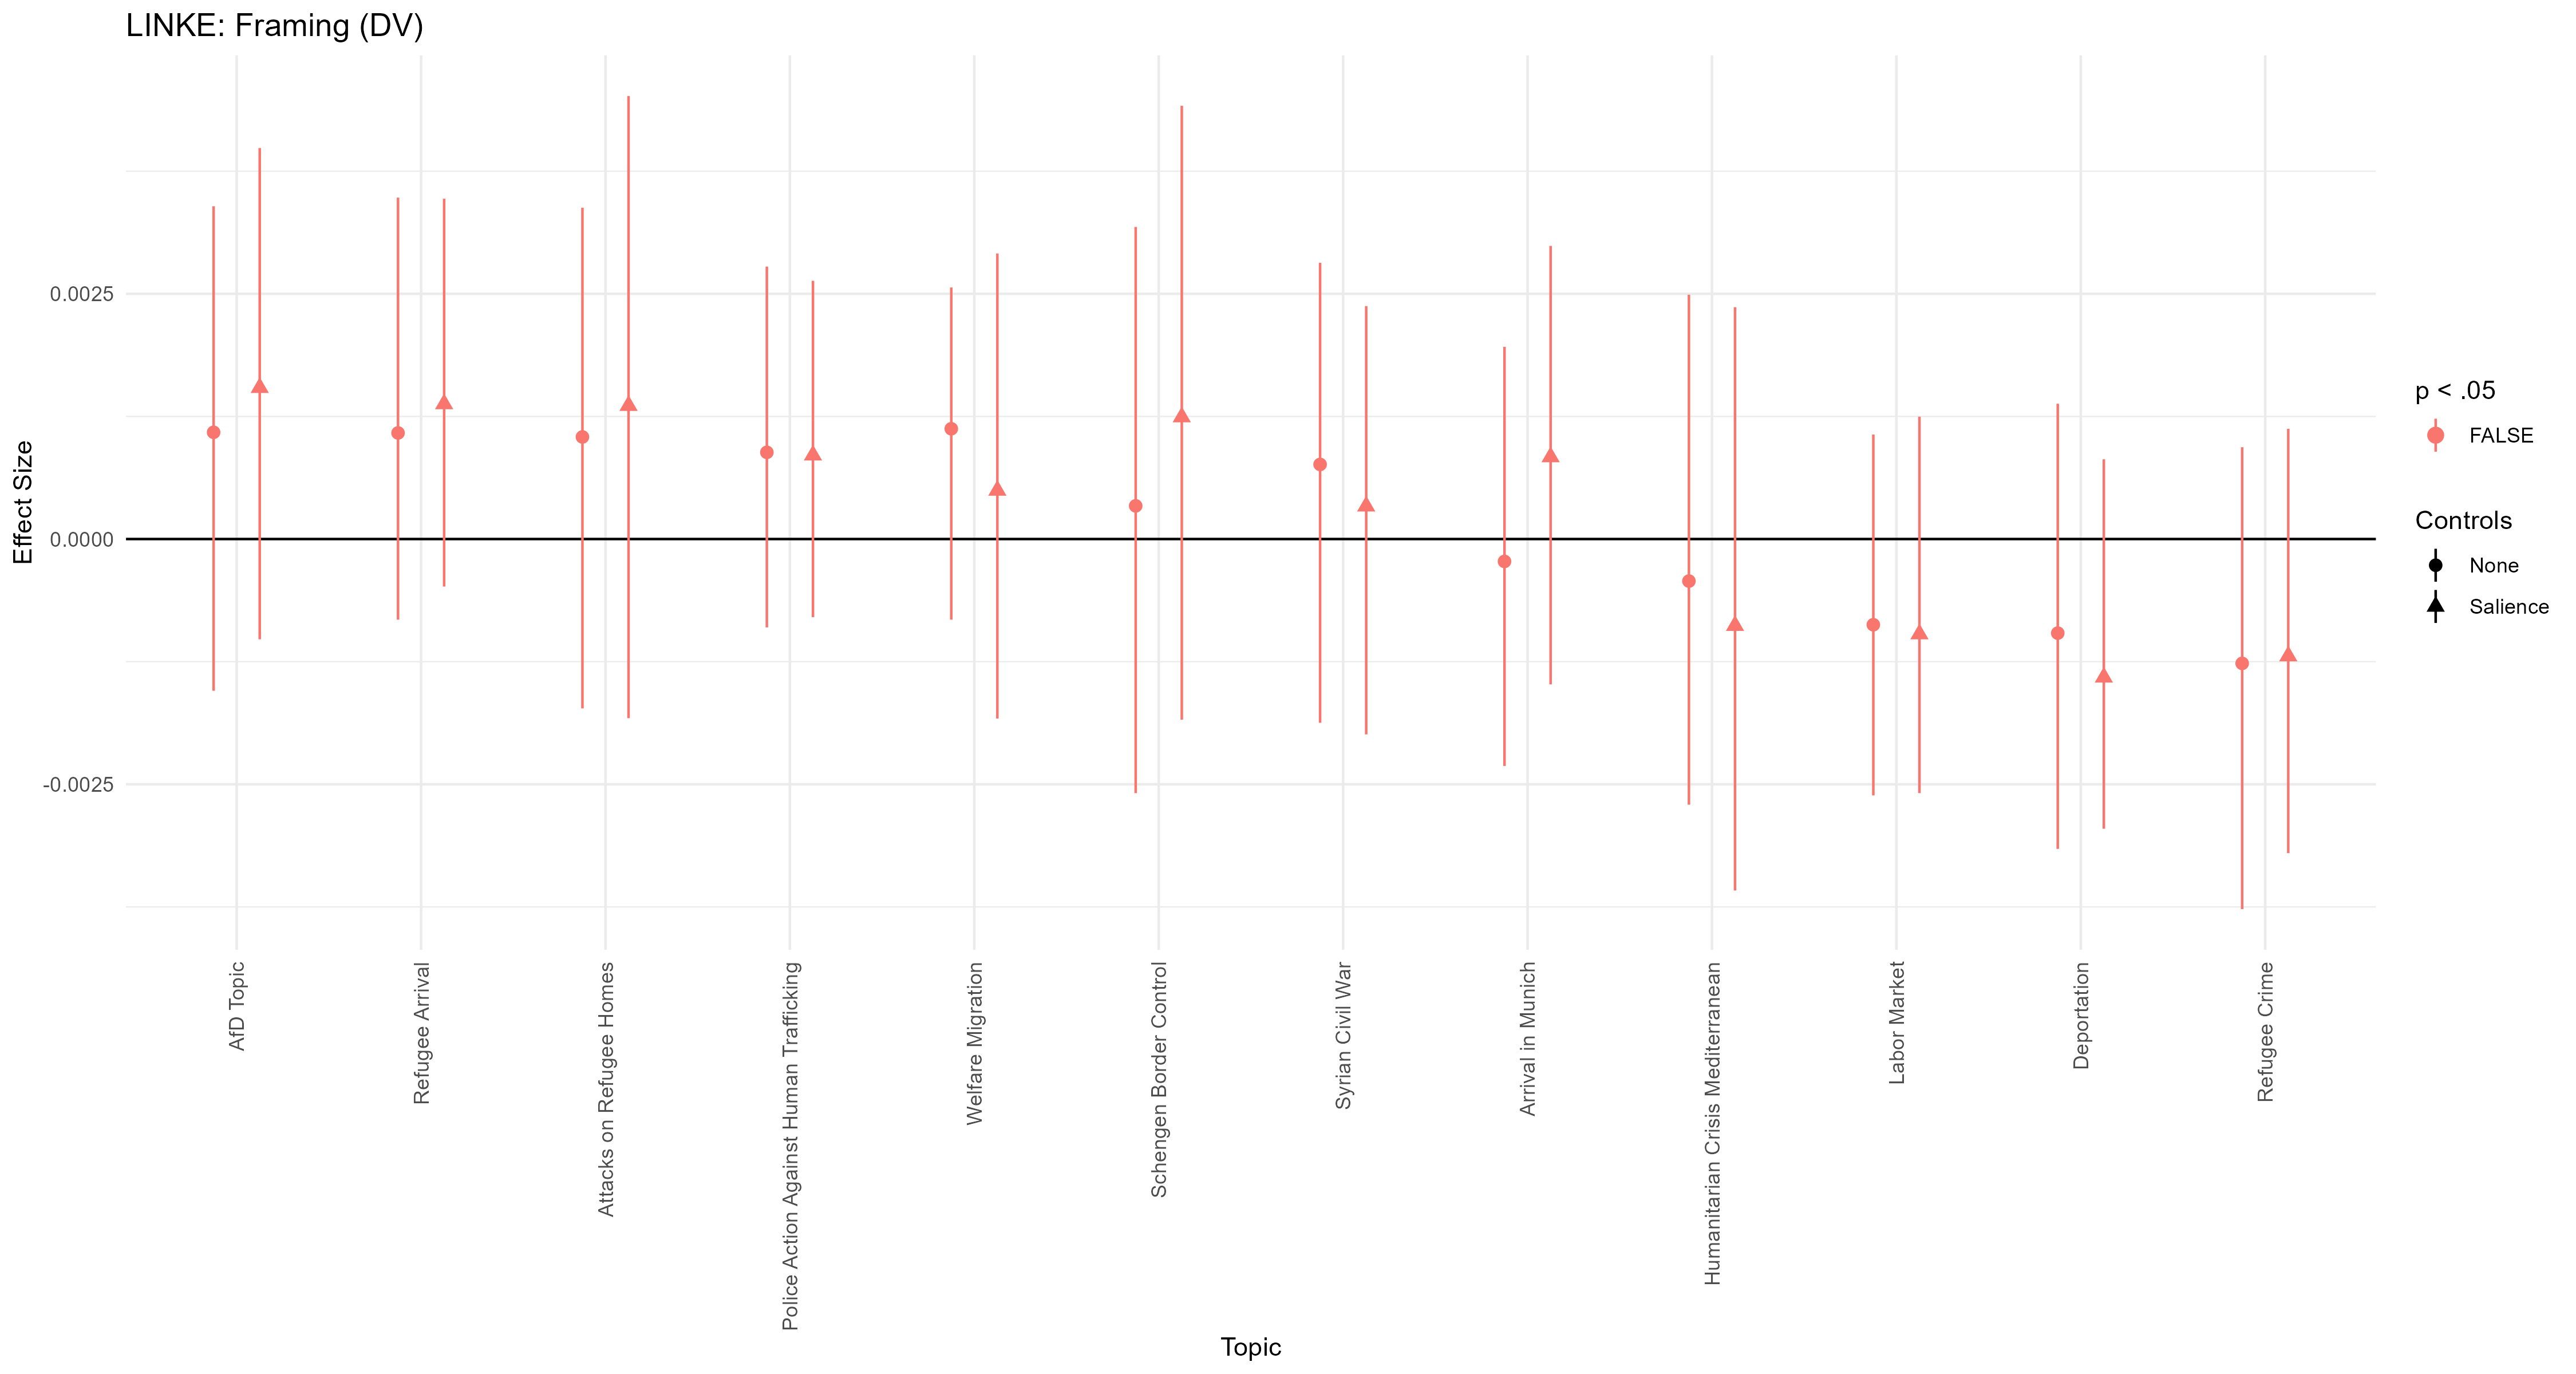 LINKE: Framing (DV)
Effect Size
0.0025
0.0000
-0.0025
AfD Topic
Refugee Arrival
Attacks on Refugee Homes
Police Action Against Human Trafficking
Welfare Migration
Schengen Border Control
Syrian Civil War
Arrival in Munich
Humanitarian Crisis Mediterranean
Labor Market
Deportation
Refugee Crime
Topic
p < .05
FALSE
Controls
None
Salience